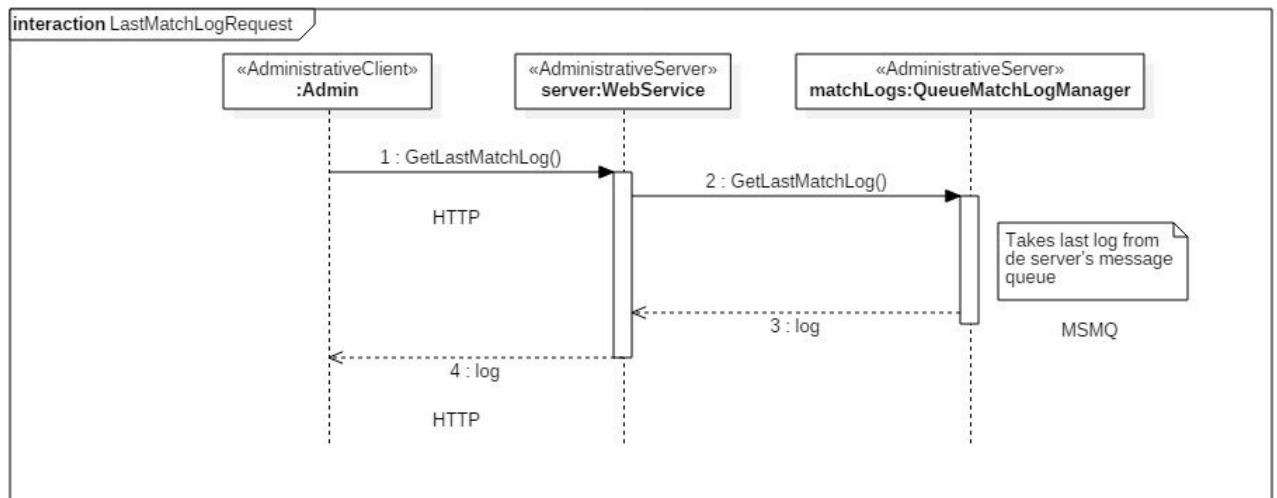 interaction LastMatchLogRequest
«AdministrativeClient»
:Admin
«AdministrativeServer»
server:WebService
«AdministrativeServer»
matchLogs:QueueMatchLogManager
1 : GetLastMatchLog()
2 : GetLastMatchLog()
HTTP
Takes last log from
de server's message
queue
3 : log
MSMQ
4 : log
HTTP